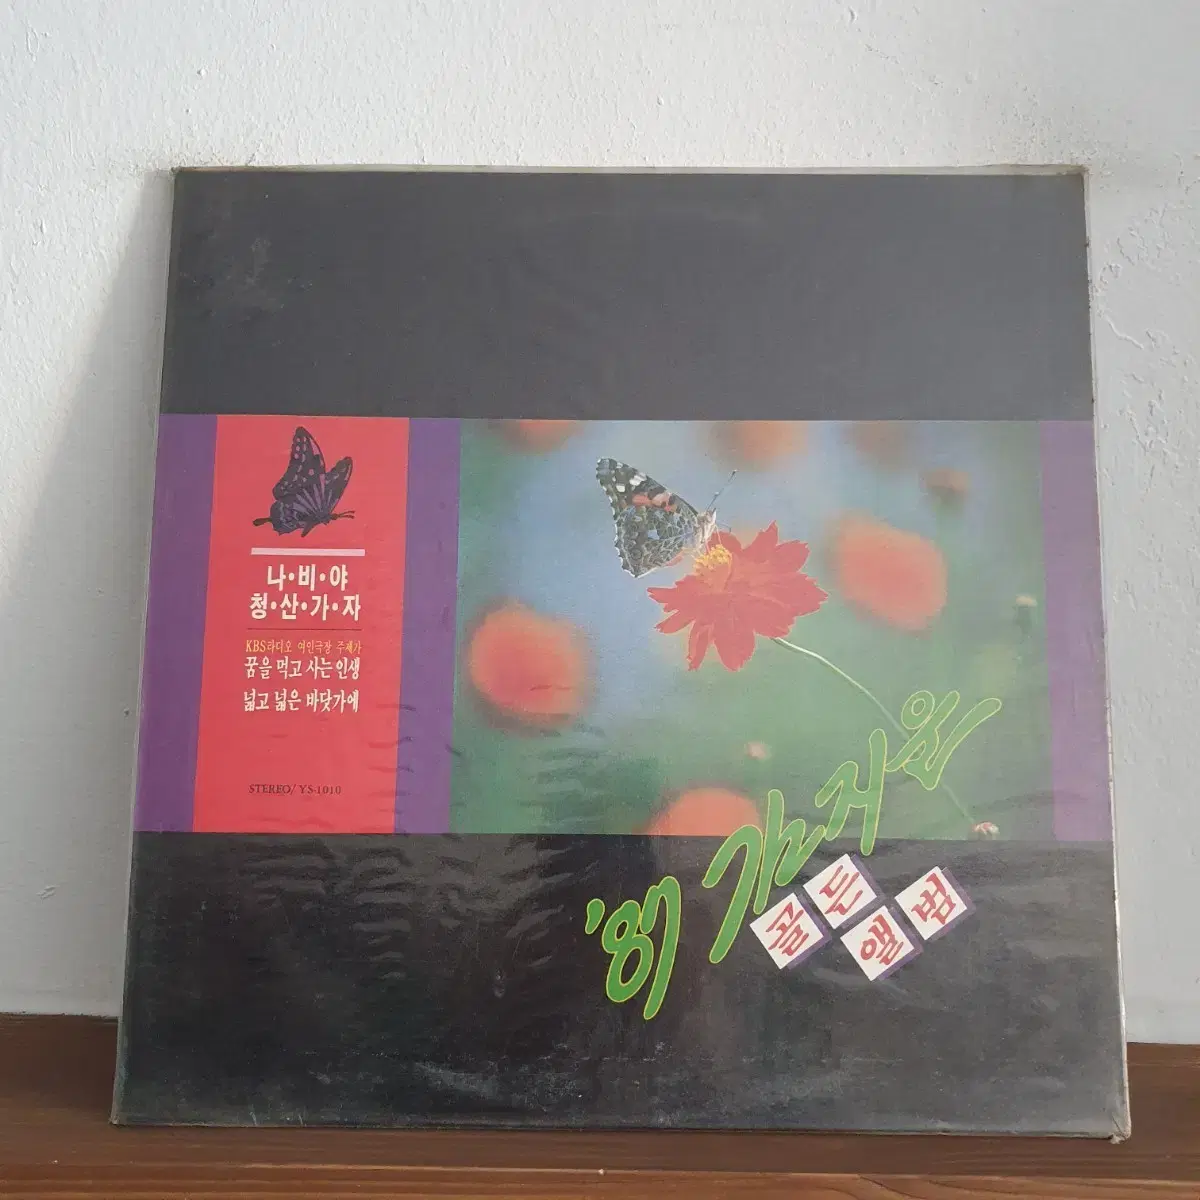 나·비·야
청·산·가·자
KBS라디오 여인극장 주제가
꿈을 먹고 사는 인생
넓고 넓은 바닷가에
STEREO/ YS-1010
'87
골든
앨범